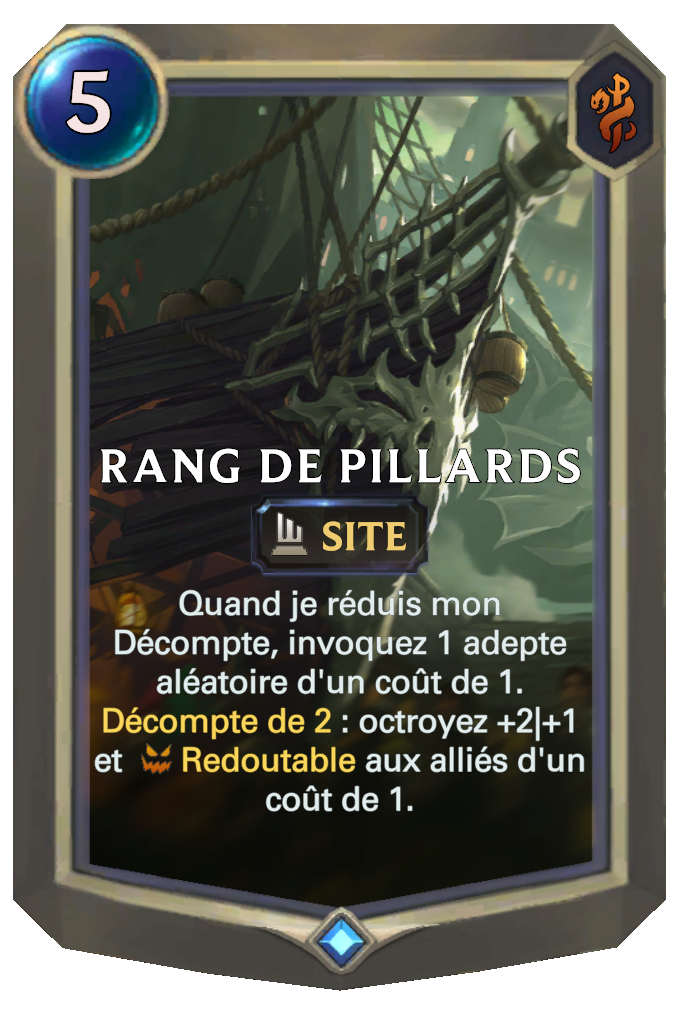 5
RANG DE PILLARDS
SITE
Quand je réduis mon
Décompte, invoquez 1 adepte
aléatoire d'un coût de 1.
Décompte de 2 : octroyez +2|+1
et Redoutable aux alliés d'un
coût de 1.